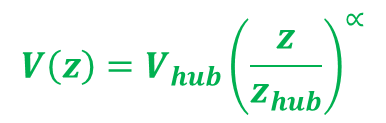 V(z) = V_hub (z / z_hub)^∝